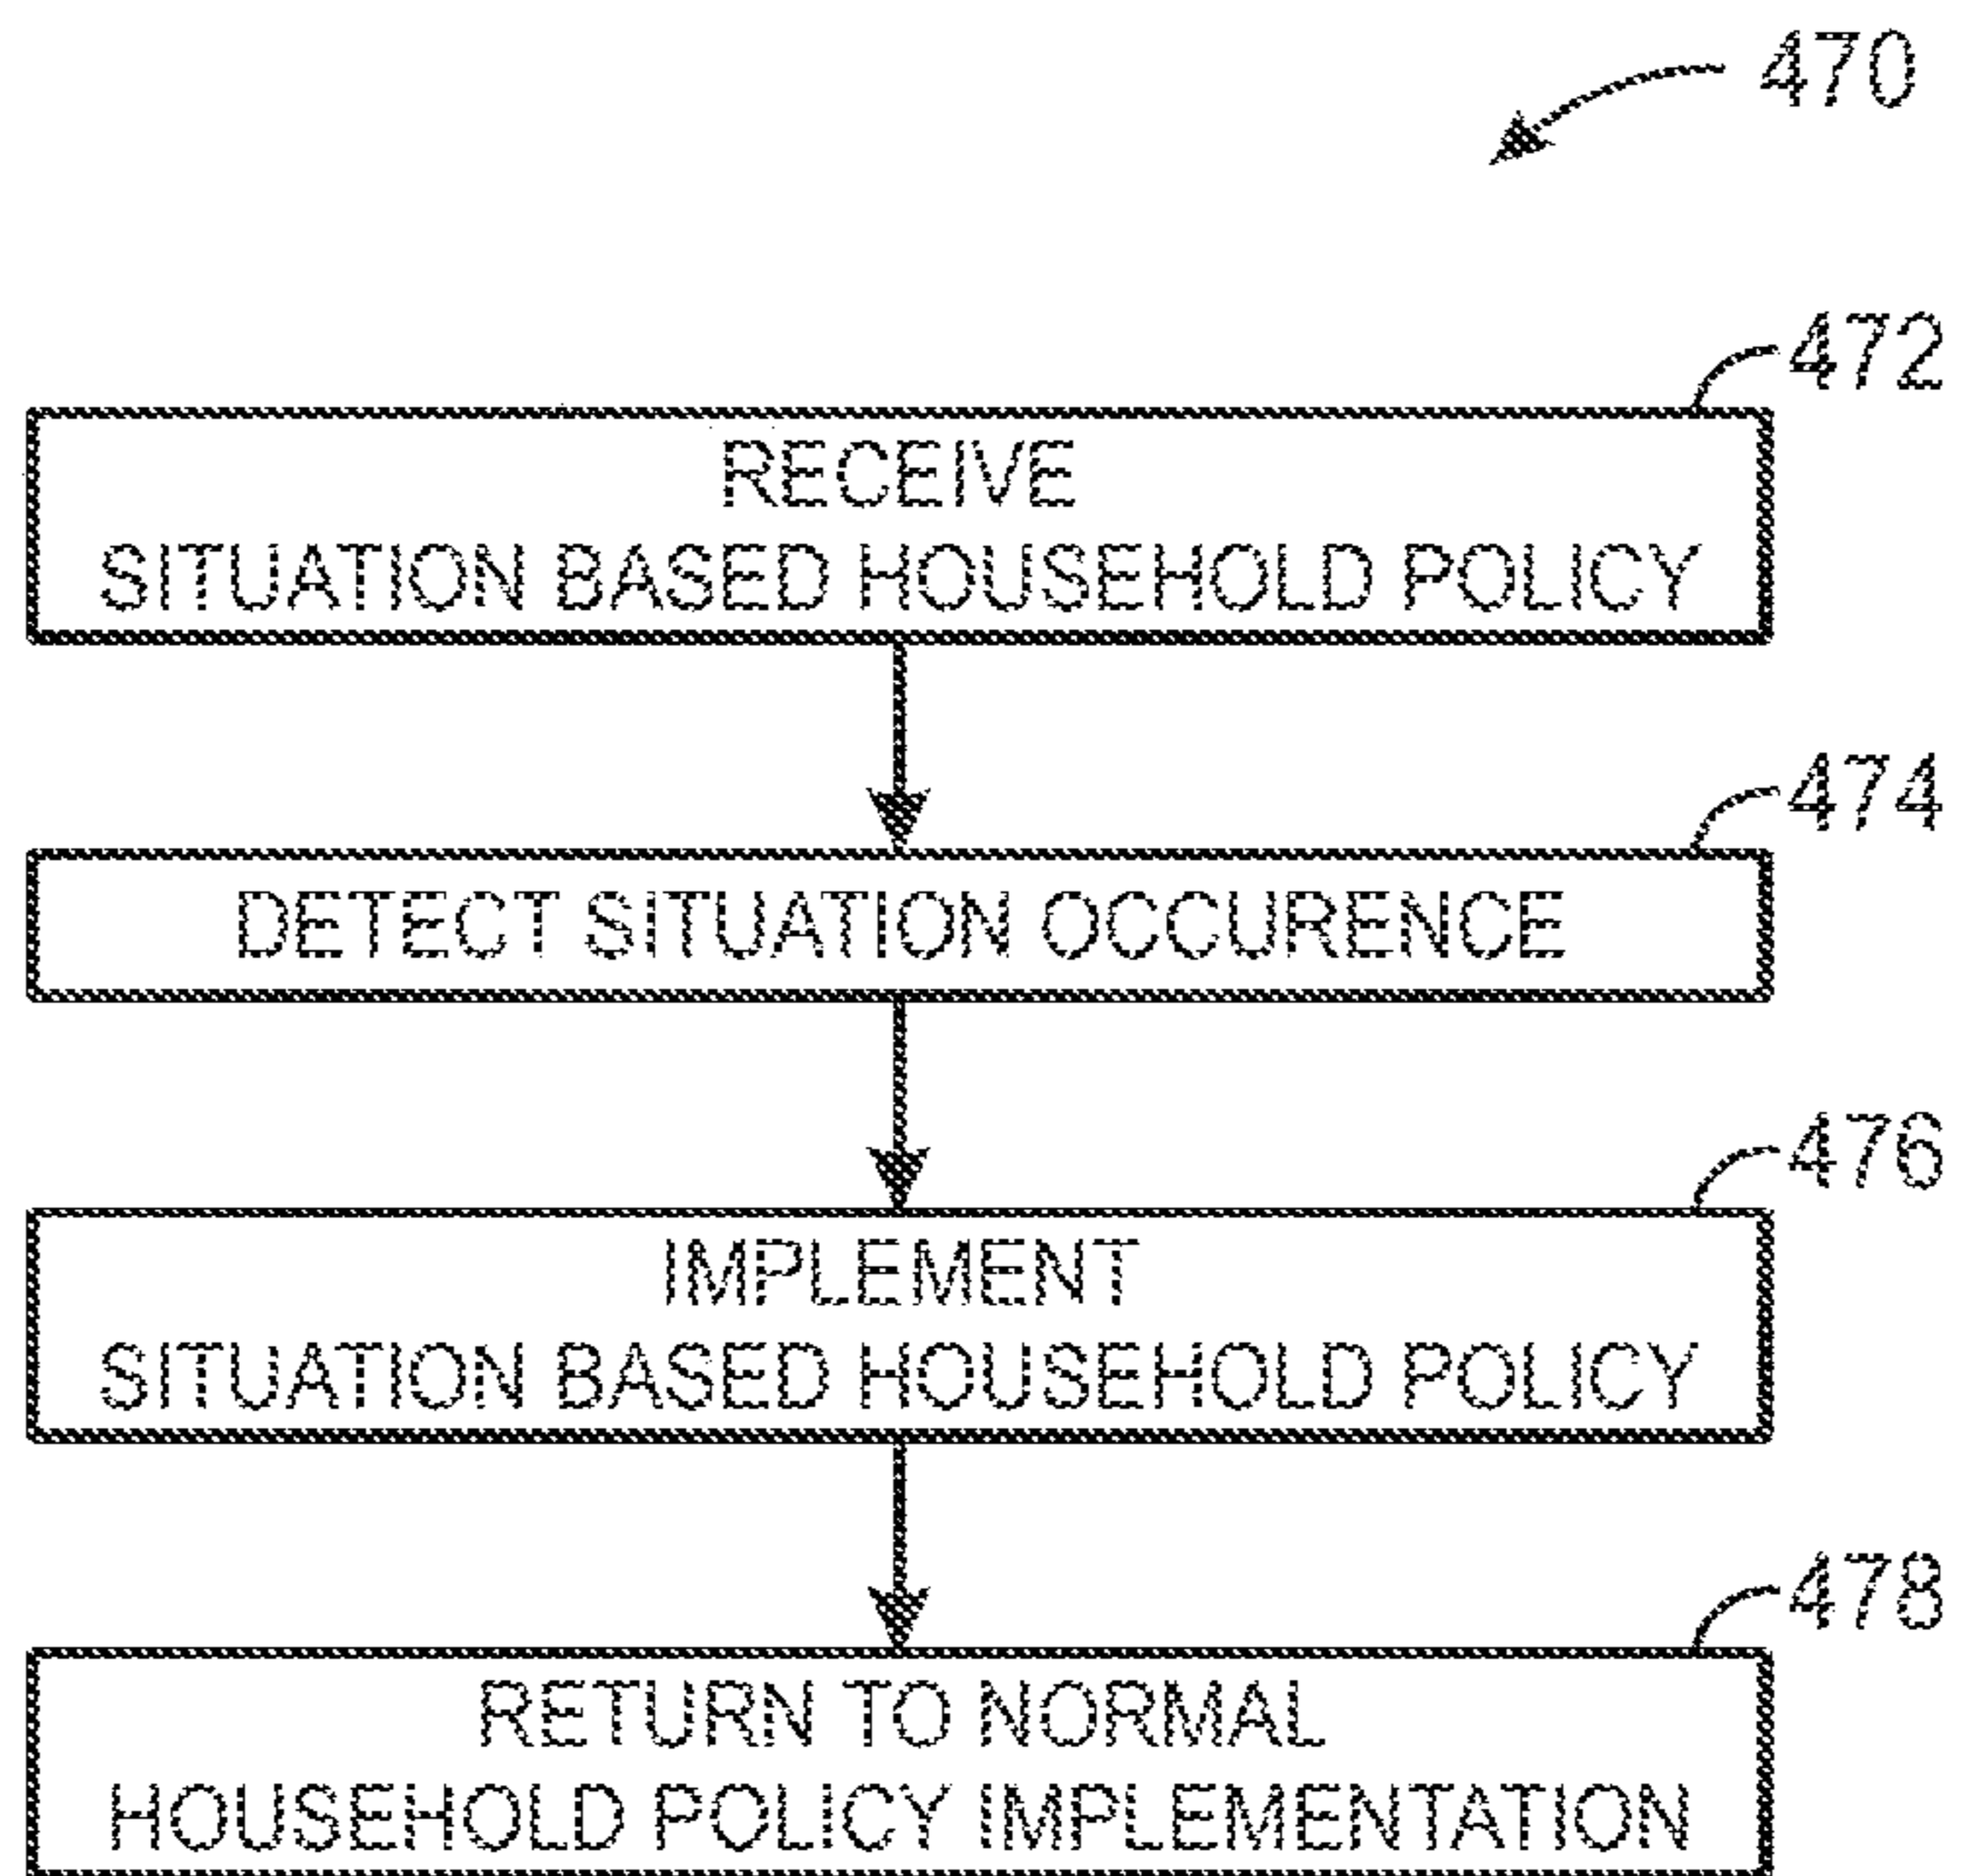 470
472
RECEIVE
SITUATION BASED HOUSEHOLD POLICY
474
DETECT SITUATION OCCURENCE
476
IMPLEMENT
SITUATION BASED HOUSEHOLD POLICY
478
RETURN TO NORMAL
HOUSEHOLD POLICY IMPLEMENTATION